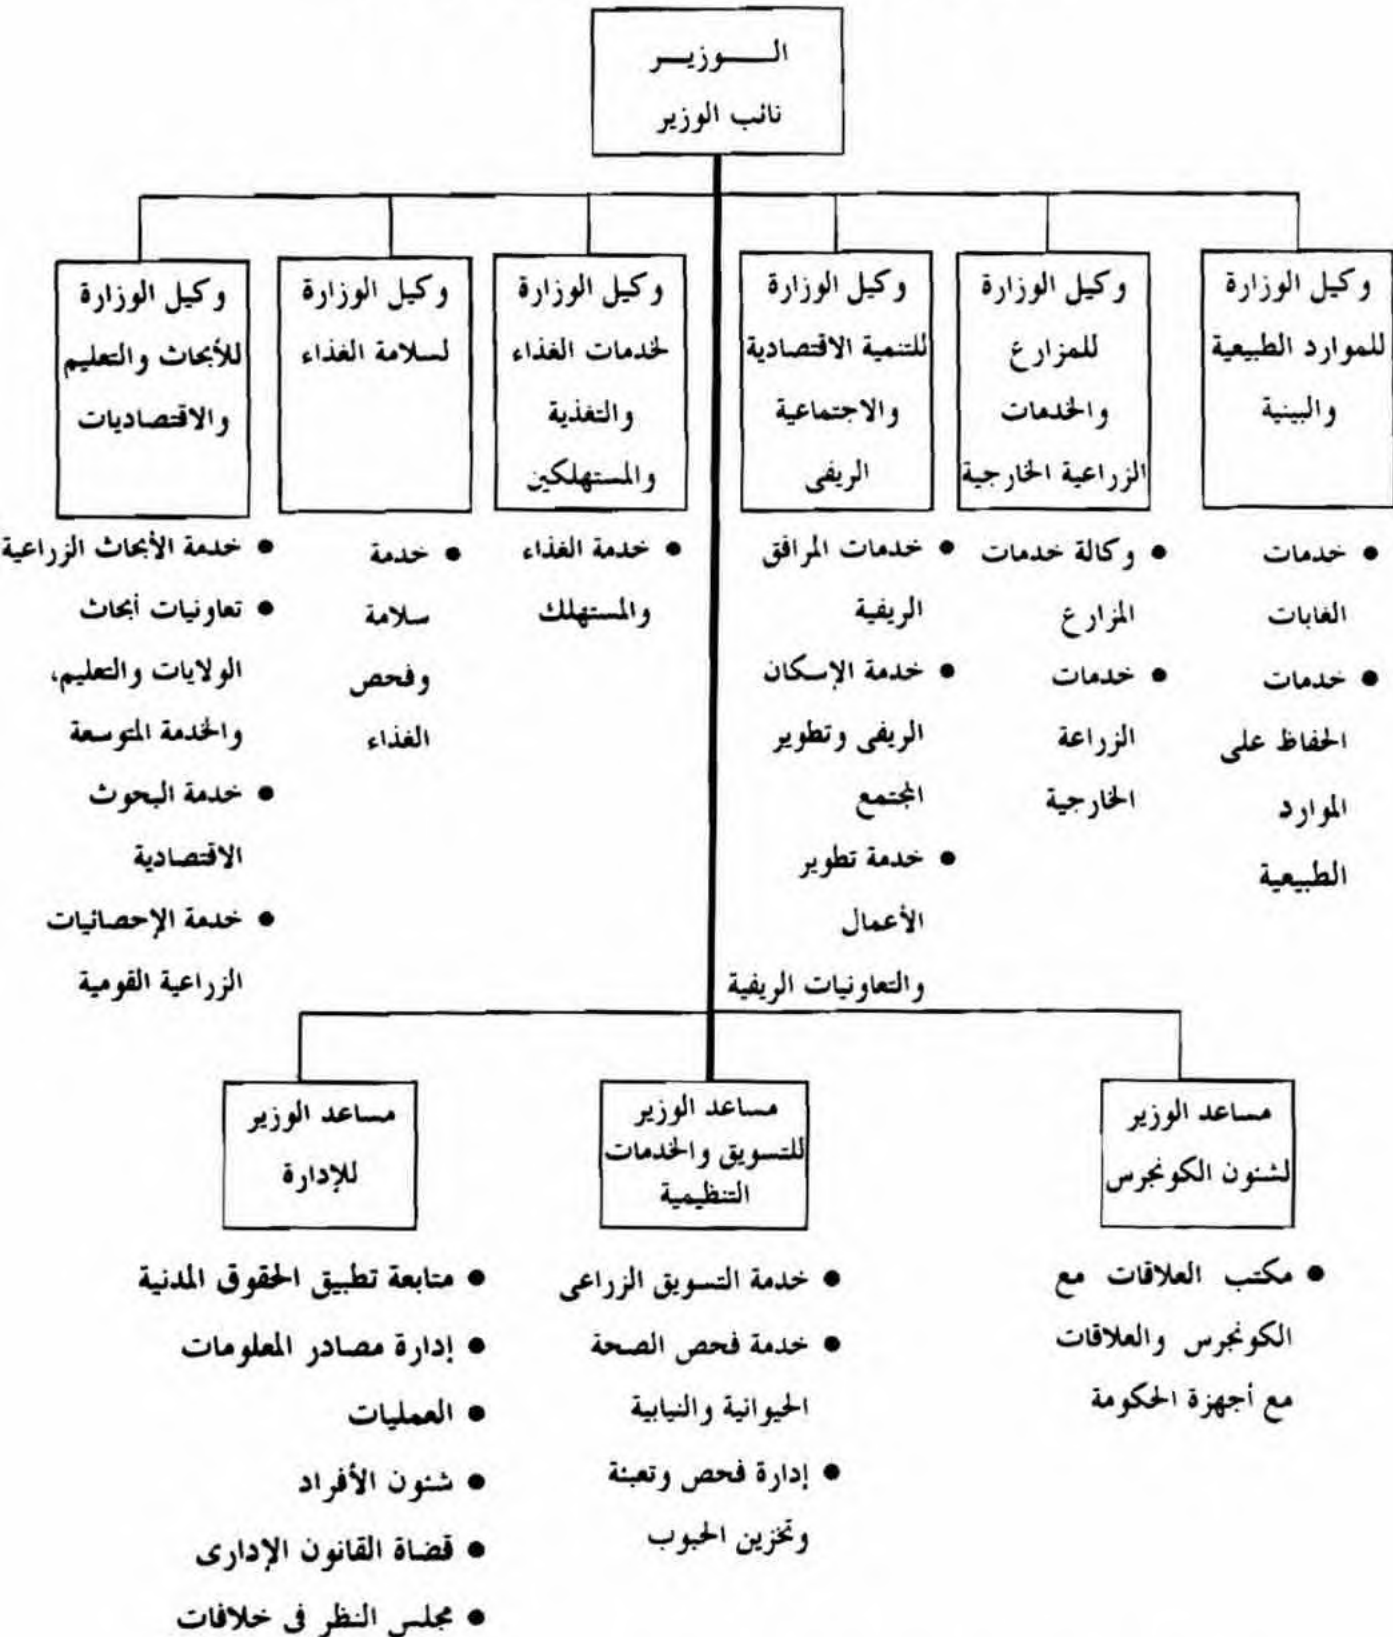 الـــوزيــر
نائب الوزير
وكيل الوزارة
للموارد الطبيعية
والبينية
وكيل الوزارة
للمزارع
والخدمات
الزراعية الخارجية
وكيل الوزارة
للتنمية الاقتصادية
والاجتماعية
الريفى
وكيل الوزارة
لخدمات الغذاء
والتغذية
والمستهلكين
وكيل الوزارة
لسلامة الغذاء
وكيل الوزارة
للأبحاث والتعليم
والاقتصاديات
● خدمات
الغابات
● خدمات
الحفاظ على
الموارد
الطبيعية
● وكالة خدمات
المزارع
● خدمات
الزراعة
الخارجية
● خدمات المرافق
الريفية
● خدمة الإسكان
الريفى وتطوير
المجتمع
● خدمة تطوير
الأعمال
والتعاونيات الريفية
● خدمة الغذاء
والمستهلك
● خدمة
سلامة
وفحص
الغذاء
● خدمة الأبحاث الزراعية
● تعاونيات أبحاث
الولايات والتعليم،
والخدمة المتوسعة
● خدمة البحوث
الاقتصادية
● خدمة الإحصائيات
الزراعية القومية
مساعد الوزير
لشئون الكونجرس
مساعد الوزير
للتسويق والخدمات
التنظيمية
مساعد الوزير
للإدارة
● مكتب العلاقات مع
الكونجرس والعلاقات
مع أجهزة الحكومة
● خدمة التسويق الزراعى
● خدمة فحص الصحة
الحيوانية والنيابية
● إدارة فحص وتعبئة
وتخزين الحبوب
● متابعة تطبيق الحقوق المدنية
● إدارة مصادر المعلومات
● العمليات
● شئون الأفراد
● قضاة القانون الإدارى
● مجلس النظر فى خلافات